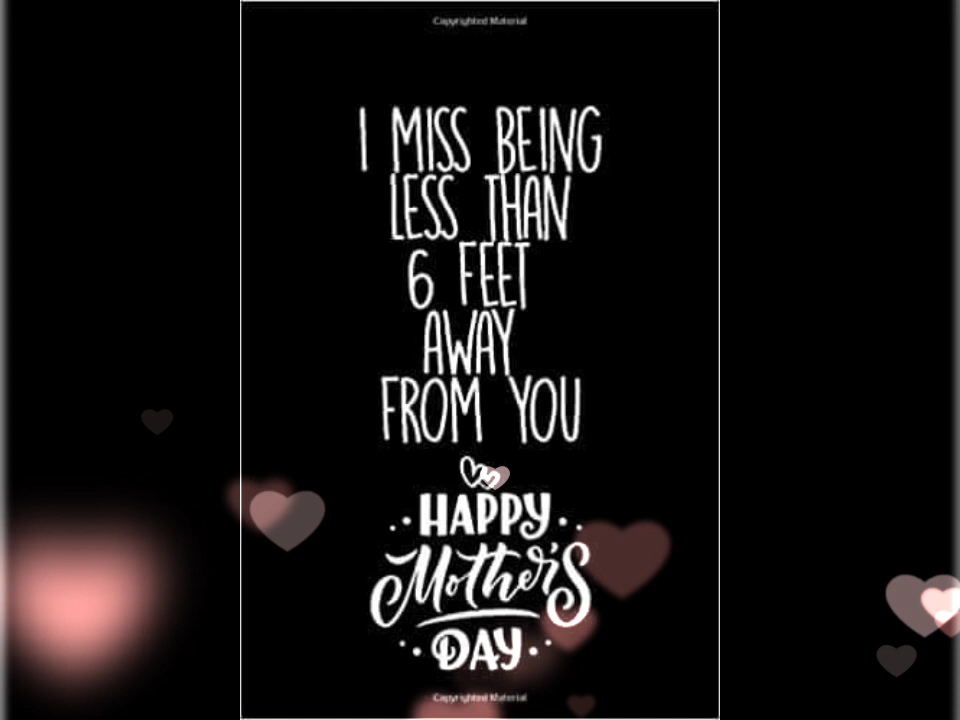 Copyrighted Material
I MISS BEING
LESS THAN
6 FEET
AWAY
FROM YOU
HAPPY
Mother's
DAY
Copyrighted Material